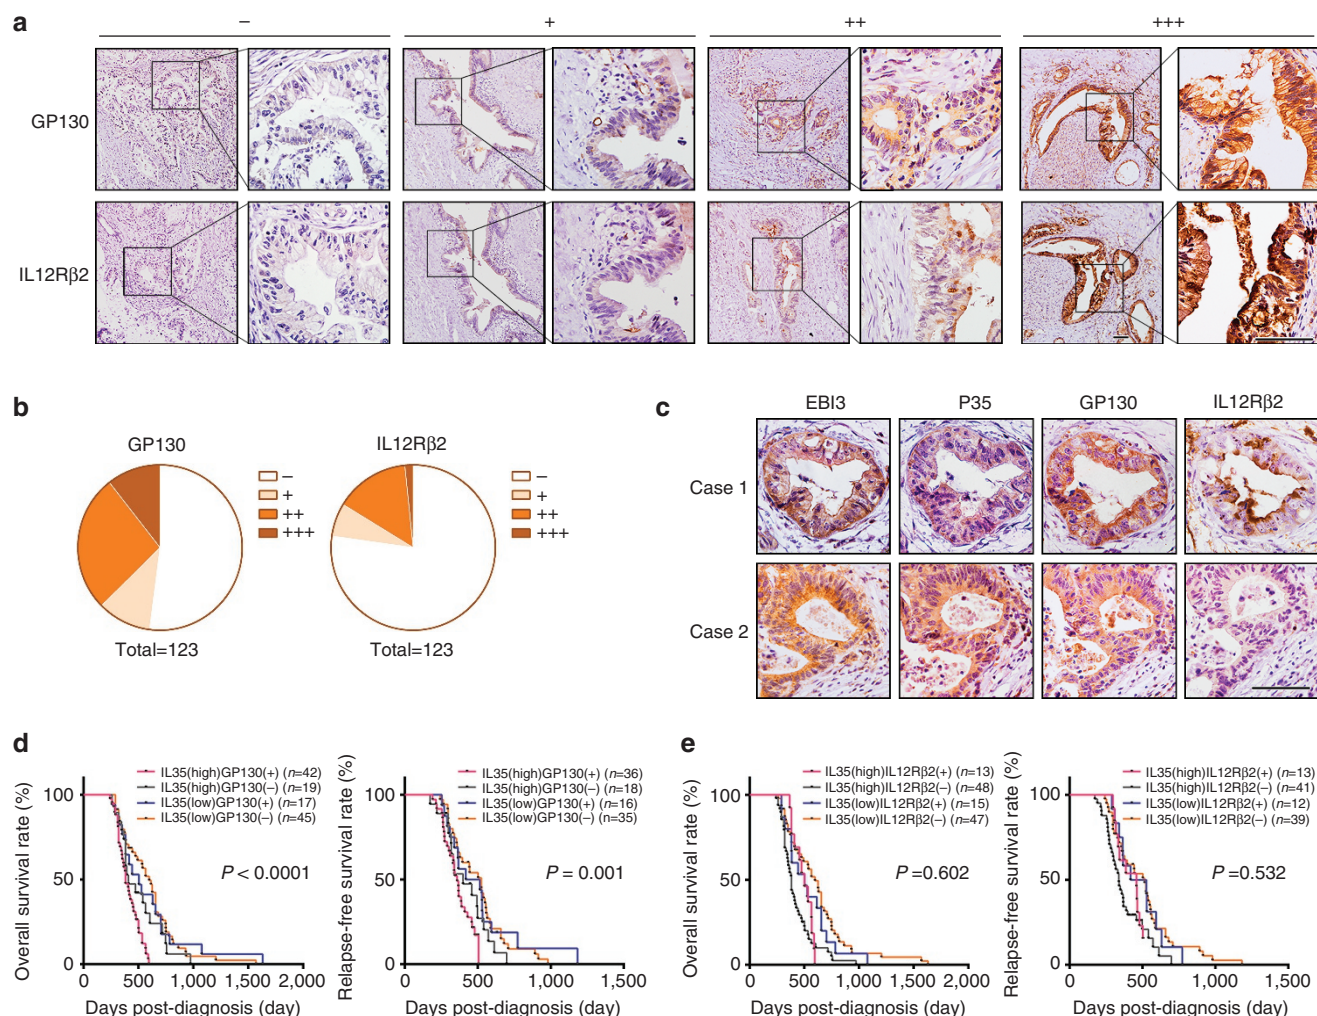 a
− + ++ +++
GP130
IL12Rβ2
b
GP130
−
+
++
+++
Total=123
IL12Rβ2
−
+
++
+++
Total=123
c
EBI3 P35 GP130 IL12Rβ2
Case 1
Case 2
d
Overall survival rate (%)
100
50
0
0 500 1,000 1,500 2,000
Days post-diagnosis (day)
IL35(high)GP130(+) (n=42)
IL35(high)GP130(−) (n=19)
IL35(low)GP130(+) (n=17)
IL35(low)GP130(−) (n=45)
P < 0.0001
Relapse-free survival rate (%)
100
50
0
0 500 1,000 1,500
Days post-diagnosis (day)
IL35(high)GP130(+) (n=36)
IL35(high)GP130(−) (n=18)
IL35(low)GP130(+) (n=16)
IL35(low)GP130(−) (n=35)
P = 0.001
e
Overall survival rate (%)
100
50
0
0 500 1,000 1,500 2,000
Days post-diagnosis (day)
IL35(high)IL12Rβ2(+) (n=13)
IL35(high)IL12Rβ2(−) (n=48)
IL35(low)IL12Rβ2(+) (n=15)
IL35(low)IL12Rβ2(−) (n=47)
P =0.602
Relapse-free survival rate (%)
100
50
0
0 500 1,000 1,500
Days post-diagnosis (day)
IL35(high)IL12Rβ2(+) (n=13)
IL35(high)IL12Rβ2(−) (n=41)
IL35(low)IL12Rβ2(+) (n=12)
IL35(low)IL12Rβ2(−) (n=39)
P =0.532